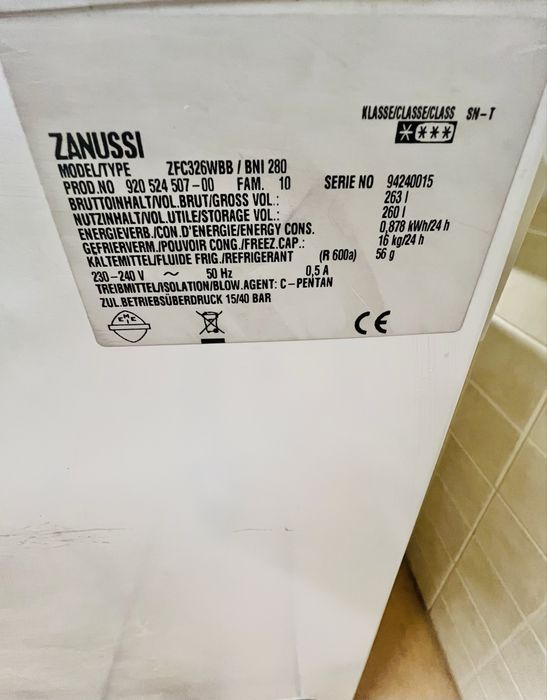 KLASSE/CLASSE/CLASS SN-T
****
ZANUSSI
MODEL/TYPE ZFC326WBB / BNI 280
PROD.NO 920 524 507-00 FAM. 10 SERIE NO 94240015
BRUTTOINHALT/VOL.BRUT/GROSS VOL.: 263 l
NUTZINHALT/VOL.UTILE/STORAGE VOL.: 260 l
ENERGIEVERB./CON.D'ENERGIE/ENERGY CONS. 0,878 kWh/24 h
GEFRIERVERM./POUVOIR CONG./FREEZ.CAP.: 16 kg/24 h
KALTEMITTEL/FLUIDE FRIG./REFRIGERANT (R 600a) 56 g
230-240 V ~ 50 Hz 0,5 A
TREIBMITTEL/ISOLATION/BLOW.AGENT: C-PENTAN
ZUL.BETRIEBSÜBERDRUCK 15/40 BAR
CE